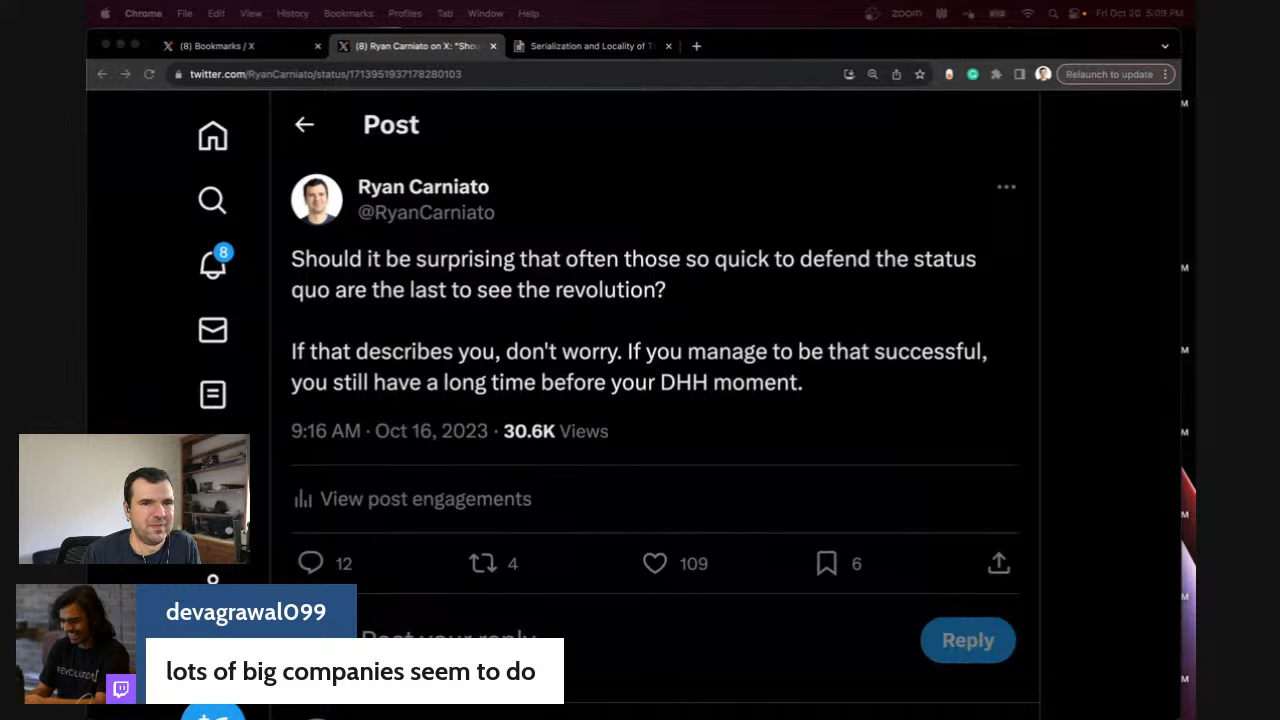 Chrome File Edit View History Bookmarks Profiles Tab Window Help zoom Fri Oct 20 5:09 PM
(8) Bookmarks / X
(8) Ryan Carniato on X: "Shou
Serialization and Locality of T
twitter.com/RyanCarniato/status/1713951937178280103
Relaunch to update
Post
Ryan Carniato
@RyanCarniato
Should it be surprising that often those so quick to defend the status
quo are the last to see the revolution?
If that describes you, don't worry. If you manage to be that successful,
you still have a long time before your DHH moment.
9:16 AM · Oct 16, 2023 · 30.6K Views
View post engagements
12 4 109 6
Post your reply
Reply
8
devagrawal099
lots of big companies seem to do
M
M
M
M
M
M
M